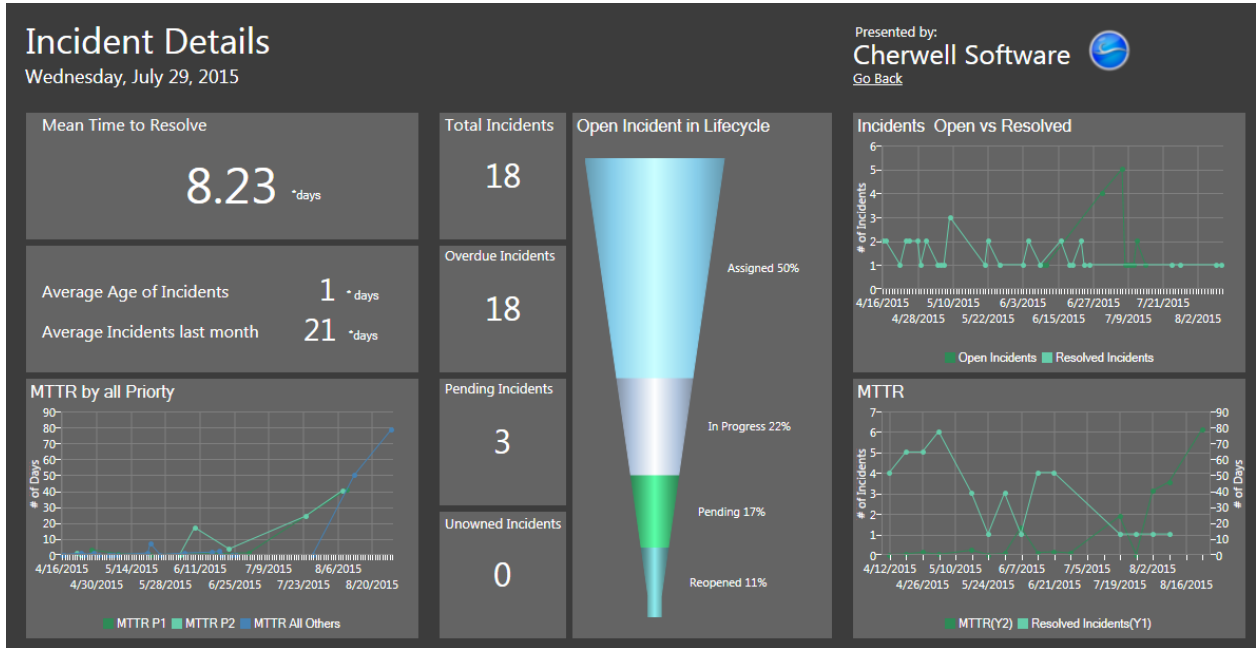 Incident Details
Wednesday, July 29, 2015
Presented by:
Cherwell Software
Go Back
Mean Time to Resolve
8.23 *days
Average Age of Incidents 1 * days
Average Incidents last month 21 *days
MTTR by all Priorty
90
80
70
60
50
40
30
20
10
0
# of Days
4/16/2015 5/14/2015 6/11/2015 7/9/2015 8/6/2015
4/30/2015 5/28/2015 6/25/2015 7/23/2015 8/20/2015
MTTR P1 MTTR P2 MTTR All Others
Total Incidents
18
Overdue Incidents
18
Pending Incidents
3
Unowned Incidents
0
Open Incident in Lifecycle
Assigned 50%
In Progress 22%
Pending 17%
Reopened 11%
Incidents Open vs Resolved
6
5
4
3
2
1
0
# of Incidents
4/16/2015 5/10/2015 6/3/2015 6/27/2015 7/21/2015
4/28/2015 5/22/2015 6/15/2015 7/9/2015 8/2/2015
Open Incidents Resolved Incidents
MTTR
7 90
6 80
5 70
4 60
3 50
2 40
1 30
0 20
10
0
# of Incidents
# of Days
4/12/2015 5/10/2015 6/7/2015 7/5/2015 8/2/2015
4/26/2015 5/24/2015 6/21/2015 7/19/2015 8/16/2015
MTTR(Y2) Resolved Incidents(Y1)